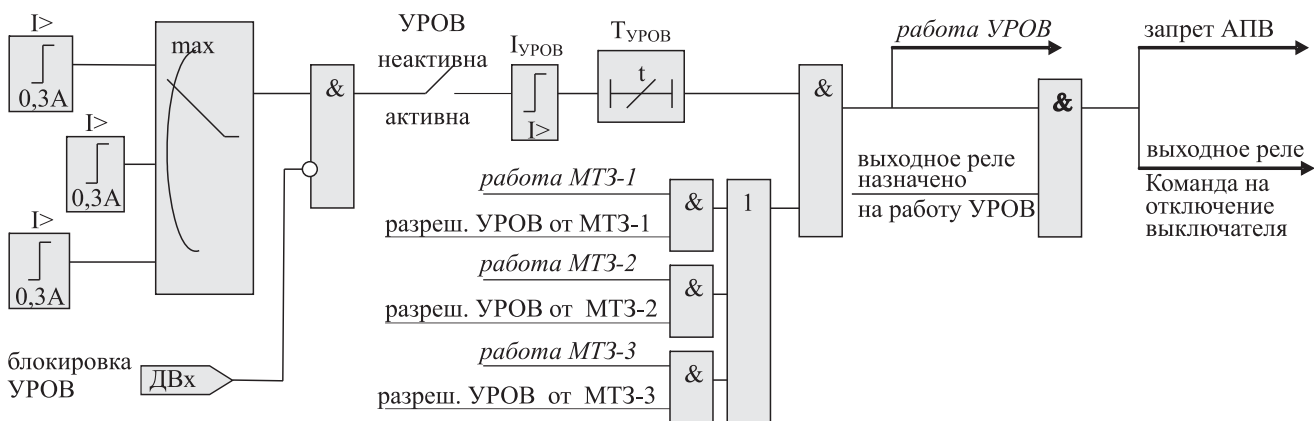 I>
0,3А
I>
0,3А
I>
0,3А
max
&
УРОВ
неактивна
активна
IУРОВ
I>
TУРОВ
t
блокировка
УРОВ
ДВх
работа МТЗ-1
разреш. УРОВ от МТЗ-1
&
работа МТЗ-2
разреш. УРОВ от МТЗ-2
&
работа МТЗ-3
разреш. УРОВ от МТЗ-3
&
1
&
работа УРОВ
выходное реле
назначено
на работу УРОВ
&
запрет АПВ
выходное реле
Команда на
отключение
выключателя